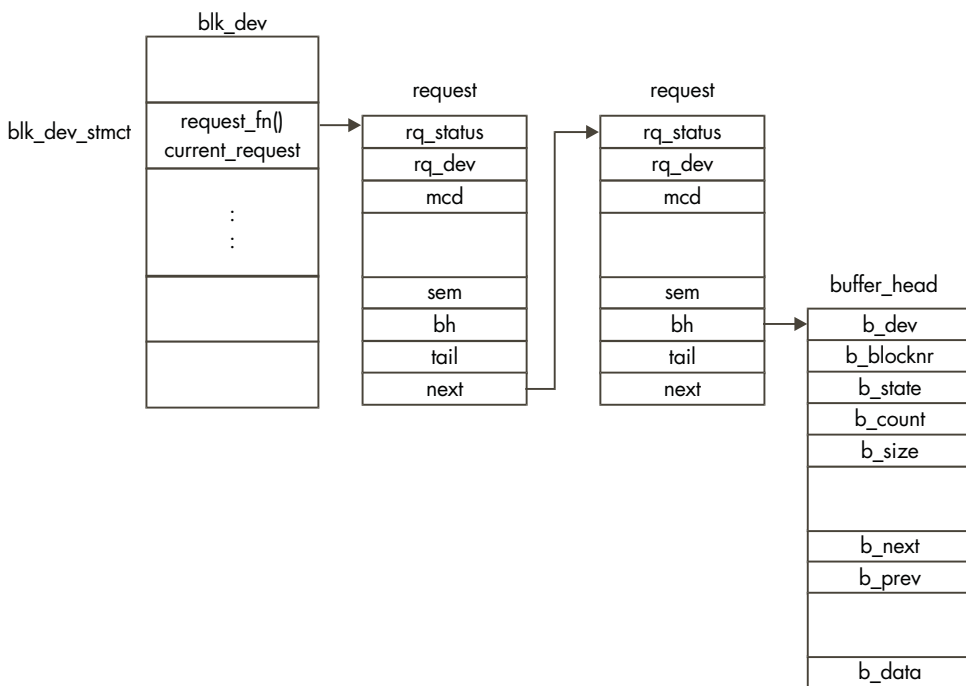 blk_dev
blk_dev_stmct
request_fn()
current_request
:
:
request
rq_status
rq_dev
mcd
sem
bh
tail
next
request
rq_status
rq_dev
mcd
sem
bh
tail
next
buffer_head
b_dev
b_blocknr
b_state
b_count
b_size
b_next
b_prev
b_data